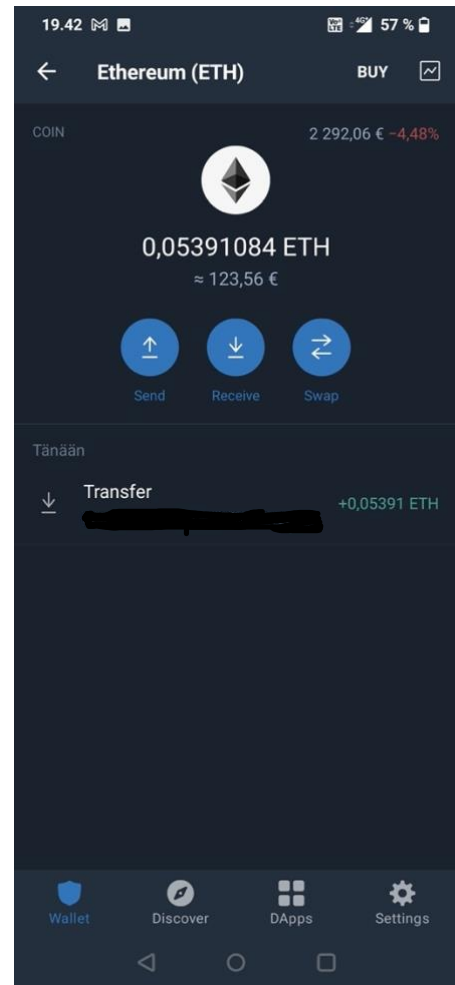 19.42 57 %
Ethereum (ETH) BUY
COIN 2 292,06 € −4,48%
0,05391084 ETH
≈ 123,56 €
Send Receive Swap
Tänään
Transfer
+0,05391 ETH
Wallet Discover DApps Settings